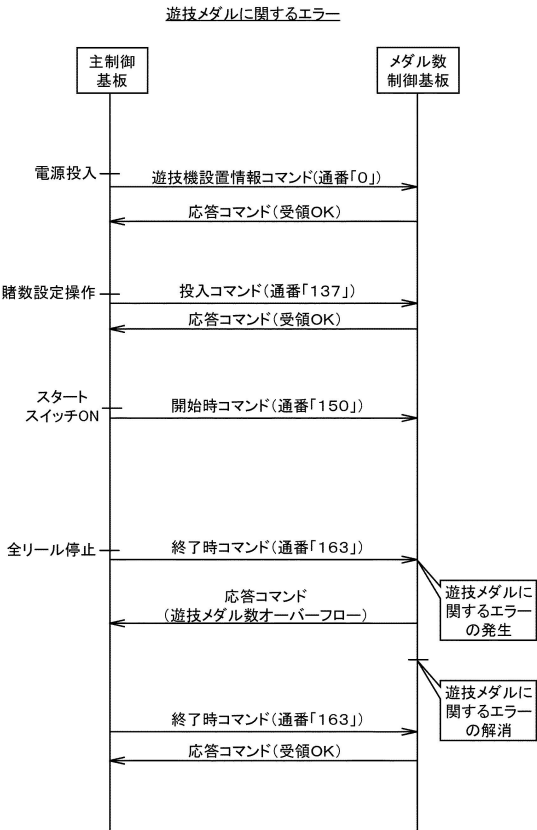 遊技メダルに関するエラー
主制御
基板
メダル数
制御基板
電源投入
遊技機設置情報コマンド(通番「0」)
応答コマンド(受領OK)
賭数設定操作
投入コマンド(通番「137」)
応答コマンド(受領OK)
スタート
スイッチON
開始時コマンド(通番「150」)
全リール停止
終了時コマンド(通番「163」)
遊技メダルに
関するエラー
の発生
応答コマンド
(遊技メダル数オーバーフロー)
遊技メダルに
関するエラー
の解消
終了時コマンド(通番「163」)
応答コマンド(受領OK)